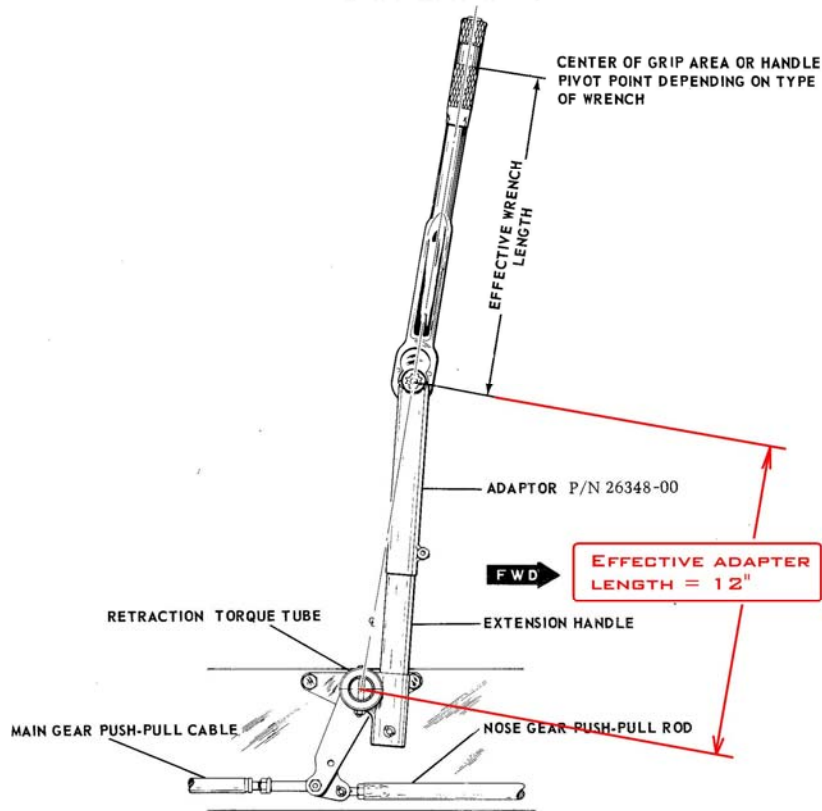 CENTER OF GRIP AREA OR HANDLE
PIVOT POINT DEPENDING ON TYPE
OF WRENCH
EFFECTIVE WRENCH
LENGTH
ADAPTOR P/N 26348-00
FWD
EFFECTIVE ADAPTER
LENGTH = 12"
RETRACTION TORQUE TUBE
EXTENSION HANDLE
MAIN GEAR PUSH-PULL CABLE
NOSE GEAR PUSH-PULL ROD